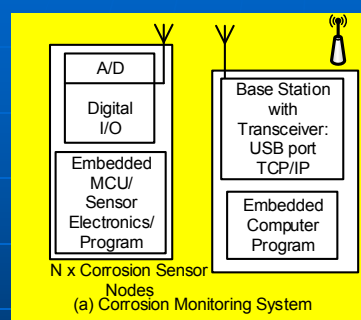 A/D
Digital
I/O
Embedded
MCU/
Sensor
Electronics/
Program
Base Station
with
Transceiver:
USB port
TCP/IP
Embedded
Computer
Program
N x Corrosion Sensor
Nodes
(a) Corrosion Monitoring System